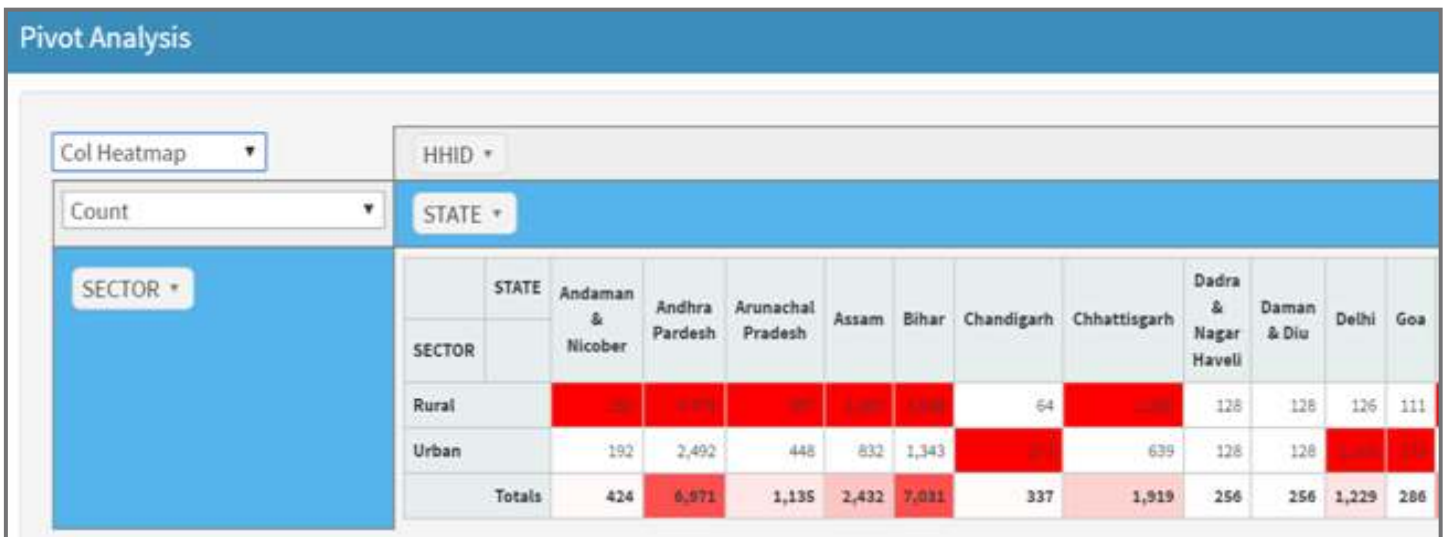 Pivot Analysis
Col Heatmap ▼ HHID ▾
Count ▼ STATE ▾
SECTOR ▾
STATE Andaman & Nicober Andhra Pardesh Arunachal Pradesh Assam Bihar Chandigarh Chhattisgarh Dadra & Nagar Haveli Daman & Diu Delhi Goa
SECTOR
Rural 64 128 128 126 111
Urban 192 2,492 448 832 1,343 639 128 128
Totals 424 6,971 1,135 2,432 7,031 337 1,919 256 256 1,229 286